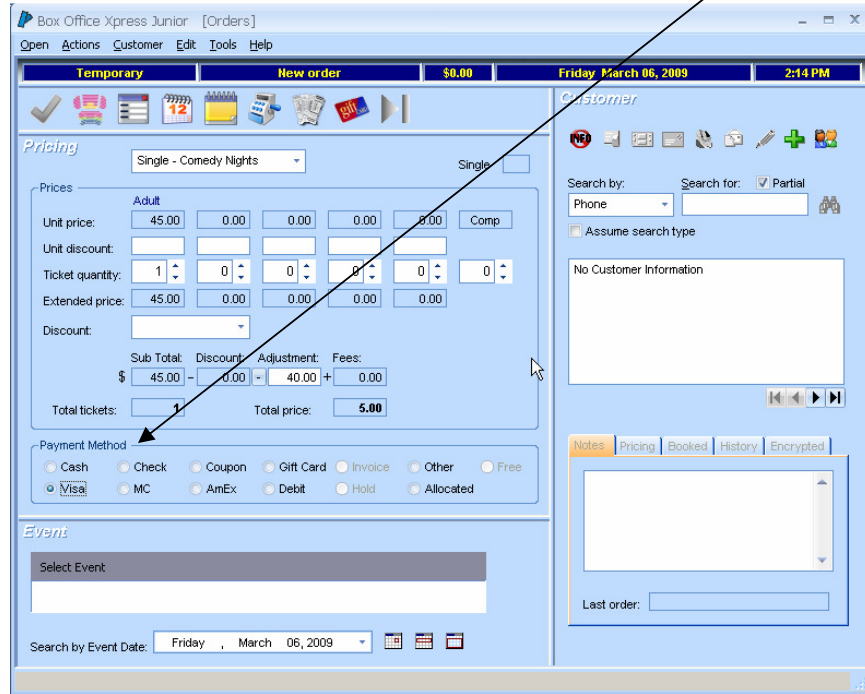 Box Office Xpress Junior [Orders]
Open Actions Customer Edit Tools Help
Temporary New order $0.00 Friday March 06, 2009 2:14 PM
12 gift
Pricing
Single - Comedy Nights Single
Prices
Adult
Unit price: 45.00 0.00 0.00 0.00 0.00 Comp
Unit discount:
Ticket quantity: 1 0 0 0 0 0
Extended price: 45.00 0.00 0.00 0.00 0.00
Discount:
Sub Total: Discount: Adjustment: Fees:
$ 45.00 - 0.00 - 40.00 + 0.00
Total tickets: 1 Total price: 5.00
Payment Method
Cash Check Coupon Gift Card Invoice Other Free
Visa MC AmEx Debit Hold Allocated
Event
Select Event
Search by Event Date: Friday , March 06, 2009
Customer
INFO
Search by: Search for: Partial
Phone
Assume search type
No Customer Information
Notes Pricing Booked History Encrypted
Last order: